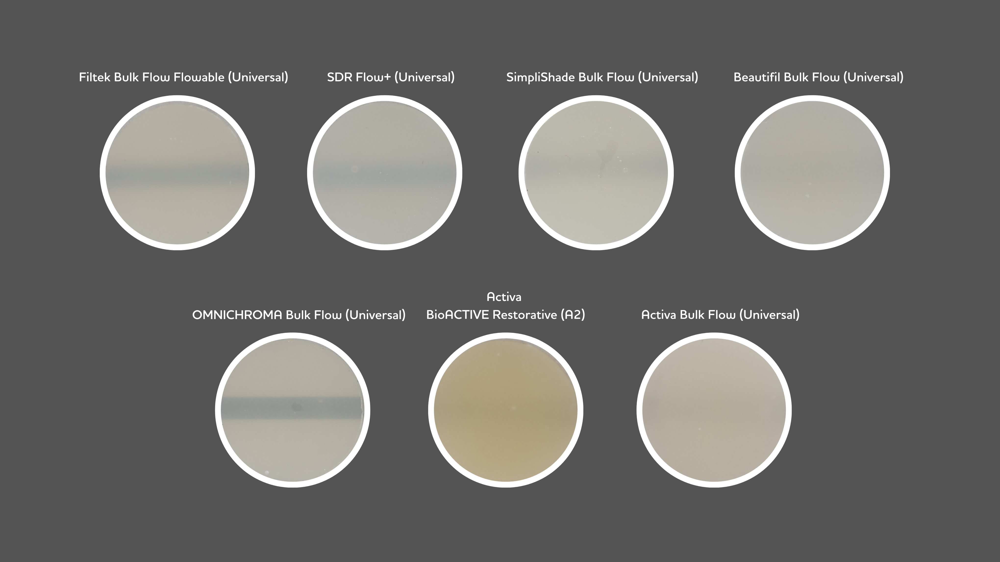 Filtek Bulk Flow Flowable (Universal)
SDR Flow+ (Universal)
SimpliShade Bulk Flow (Universal)
Beautifil Bulk Flow (Universal)
OMNICHROMA Bulk Flow (Universal)
Activa
BioACTIVE Restorative (A2)
Activa Bulk Flow (Universal)